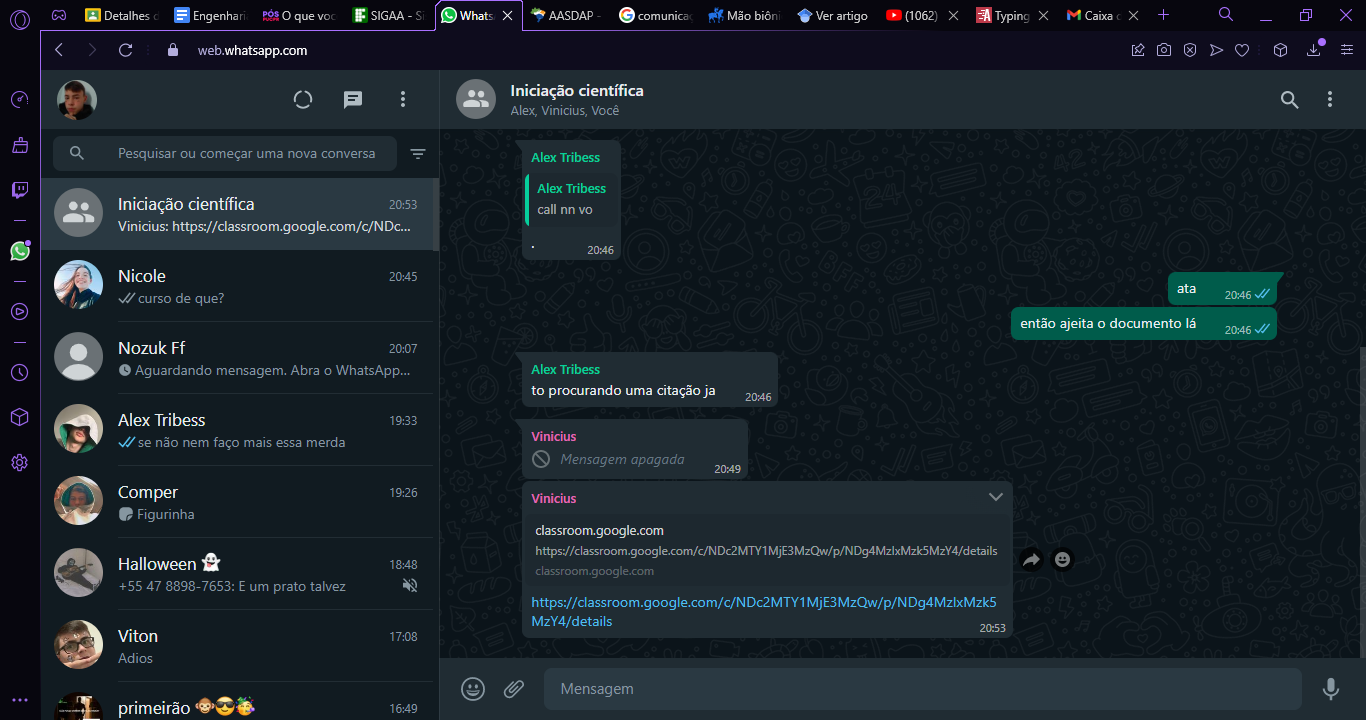 Detalhes d
Engenhari
PÓS
PUCPR
O que voc
SIGAA - Si
Whats
AASDAP -
comunicaç
Mão biôni
Ver artigo
(1062)
Typing
Caixa d
web.whatsapp.com
Pesquisar ou começar uma nova conversa
Iniciação científica
20:53
Vinicius: https://classroom.google.com/c/NDc...
Nicole
20:45
curso de que?
Nozuk Ff
20:07
Aguardando mensagem. Abra o WhatsApp...
Alex Tribess
19:33
se não nem faço mais essa merda
Comper
19:26
Figurinha
Halloween 👻
18:48
+55 47 8898-7653: E um prato talvez
Viton
17:08
Adios
primeirão 🐵😎🥳
16:49
Iniciação científica
Alex, Vinicius, Você
Alex Tribess
Alex Tribess
call nn vo
.
20:46
ata
20:46
então ajeita o documento lá
20:46
Alex Tribess
to procurando uma citação ja
20:46
Vinicius
Mensagem apagada
20:49
Vinicius
classroom.google.com
https://classroom.google.com/c/NDc2MTY1MjE3MzQw/p/NDg4MzIxMzk5MzY4/details
classroom.google.com
https://classroom.google.com/c/NDc2MTY1MjE3MzQw/p/NDg4MzIxMzk5
MzY4/details
20:53
Mensagem